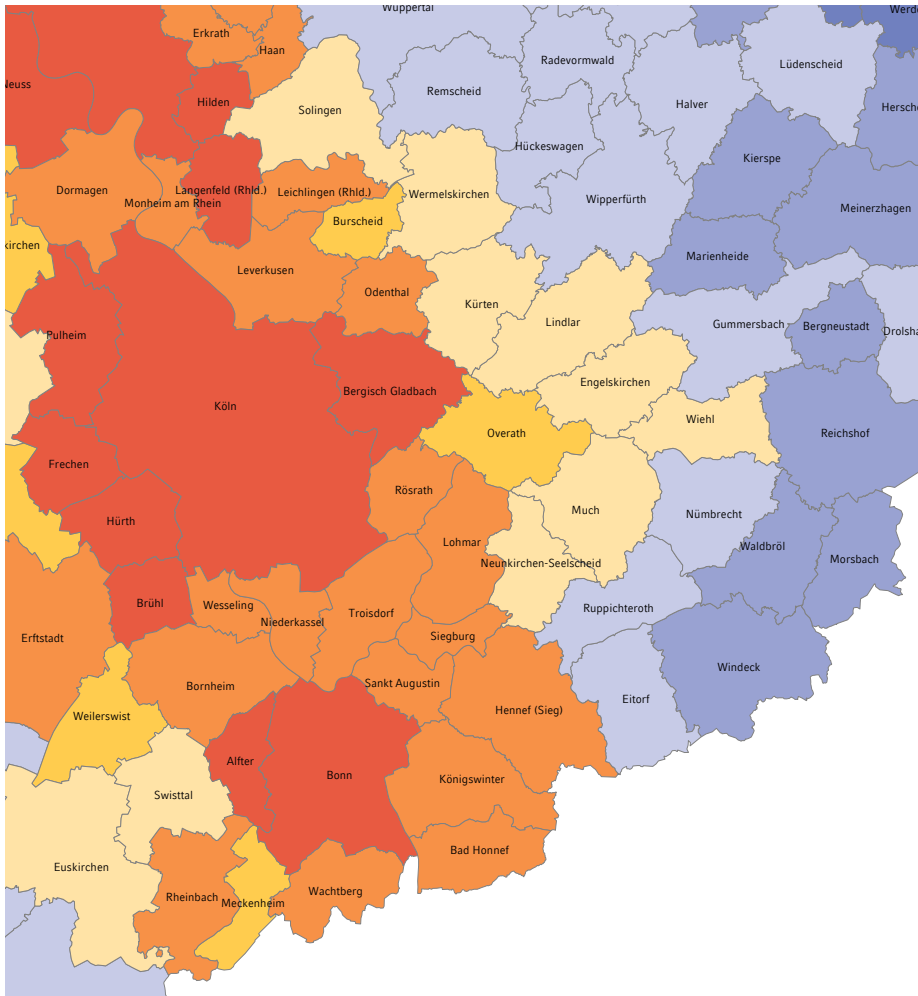 Wuppertal
Erkrath
Haan
Radevormwald
Lüdenscheid
Neuss
Remscheid
Hilden
Solingen
Halver
Hückeswagen
Kierspe
Dormagen
Langenfeld (Rhld.)
Leichlingen (Rhld.)
Wermelskirchen
Monheim am Rhein
Wipperfürth
Meinerzhagen
Burscheid
kirchen
Marienheide
Leverkusen
Odenthal
Kürten
Lindlar
Gummersbach
Bergneustadt
Pulheim
Engelskirchen
Bergisch Gladbach
Köln
Wiehl
Overath
Reichshof
Frechen
Rösrath
Much
Nümbrecht
Hürth
Lohmar
Waldbröl
Neunkirchen-Seelscheid
Morsbach
Brühl
Wesseling
Ruppichteroth
Niederkassel
Troisdorf
Siegburg
Erftstadt
Windeck
Sankt Augustin
Bornheim
Eitorf
Hennef (Sieg)
Weilerswist
Alfter
Bonn
Königswinter
Swisttal
Bad Honnef
Euskirchen
Wachtberg
Rheinbach
Meckenheim